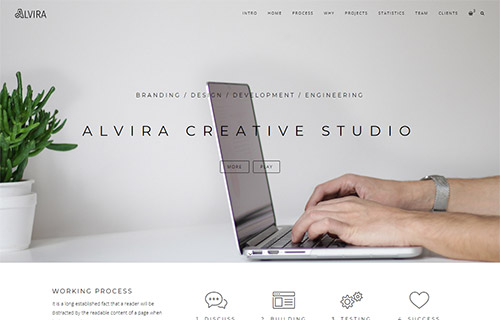 ALVIRA
INTRO HOME PROCESS WHY PROJECTS STATISTICS TEAM CLIENTS
BRANDING / DESIGN / DEVELOPMENT / ENGINEERING
ALVIRA CREATIVE STUDIO
MORE PLAY
WORKING PROCESS
It is a long established fact that a reader will be
distracted by the readable content of a page when
1. DISCUSS 2. BUILDING 3. TESTING 4. SUCCESS